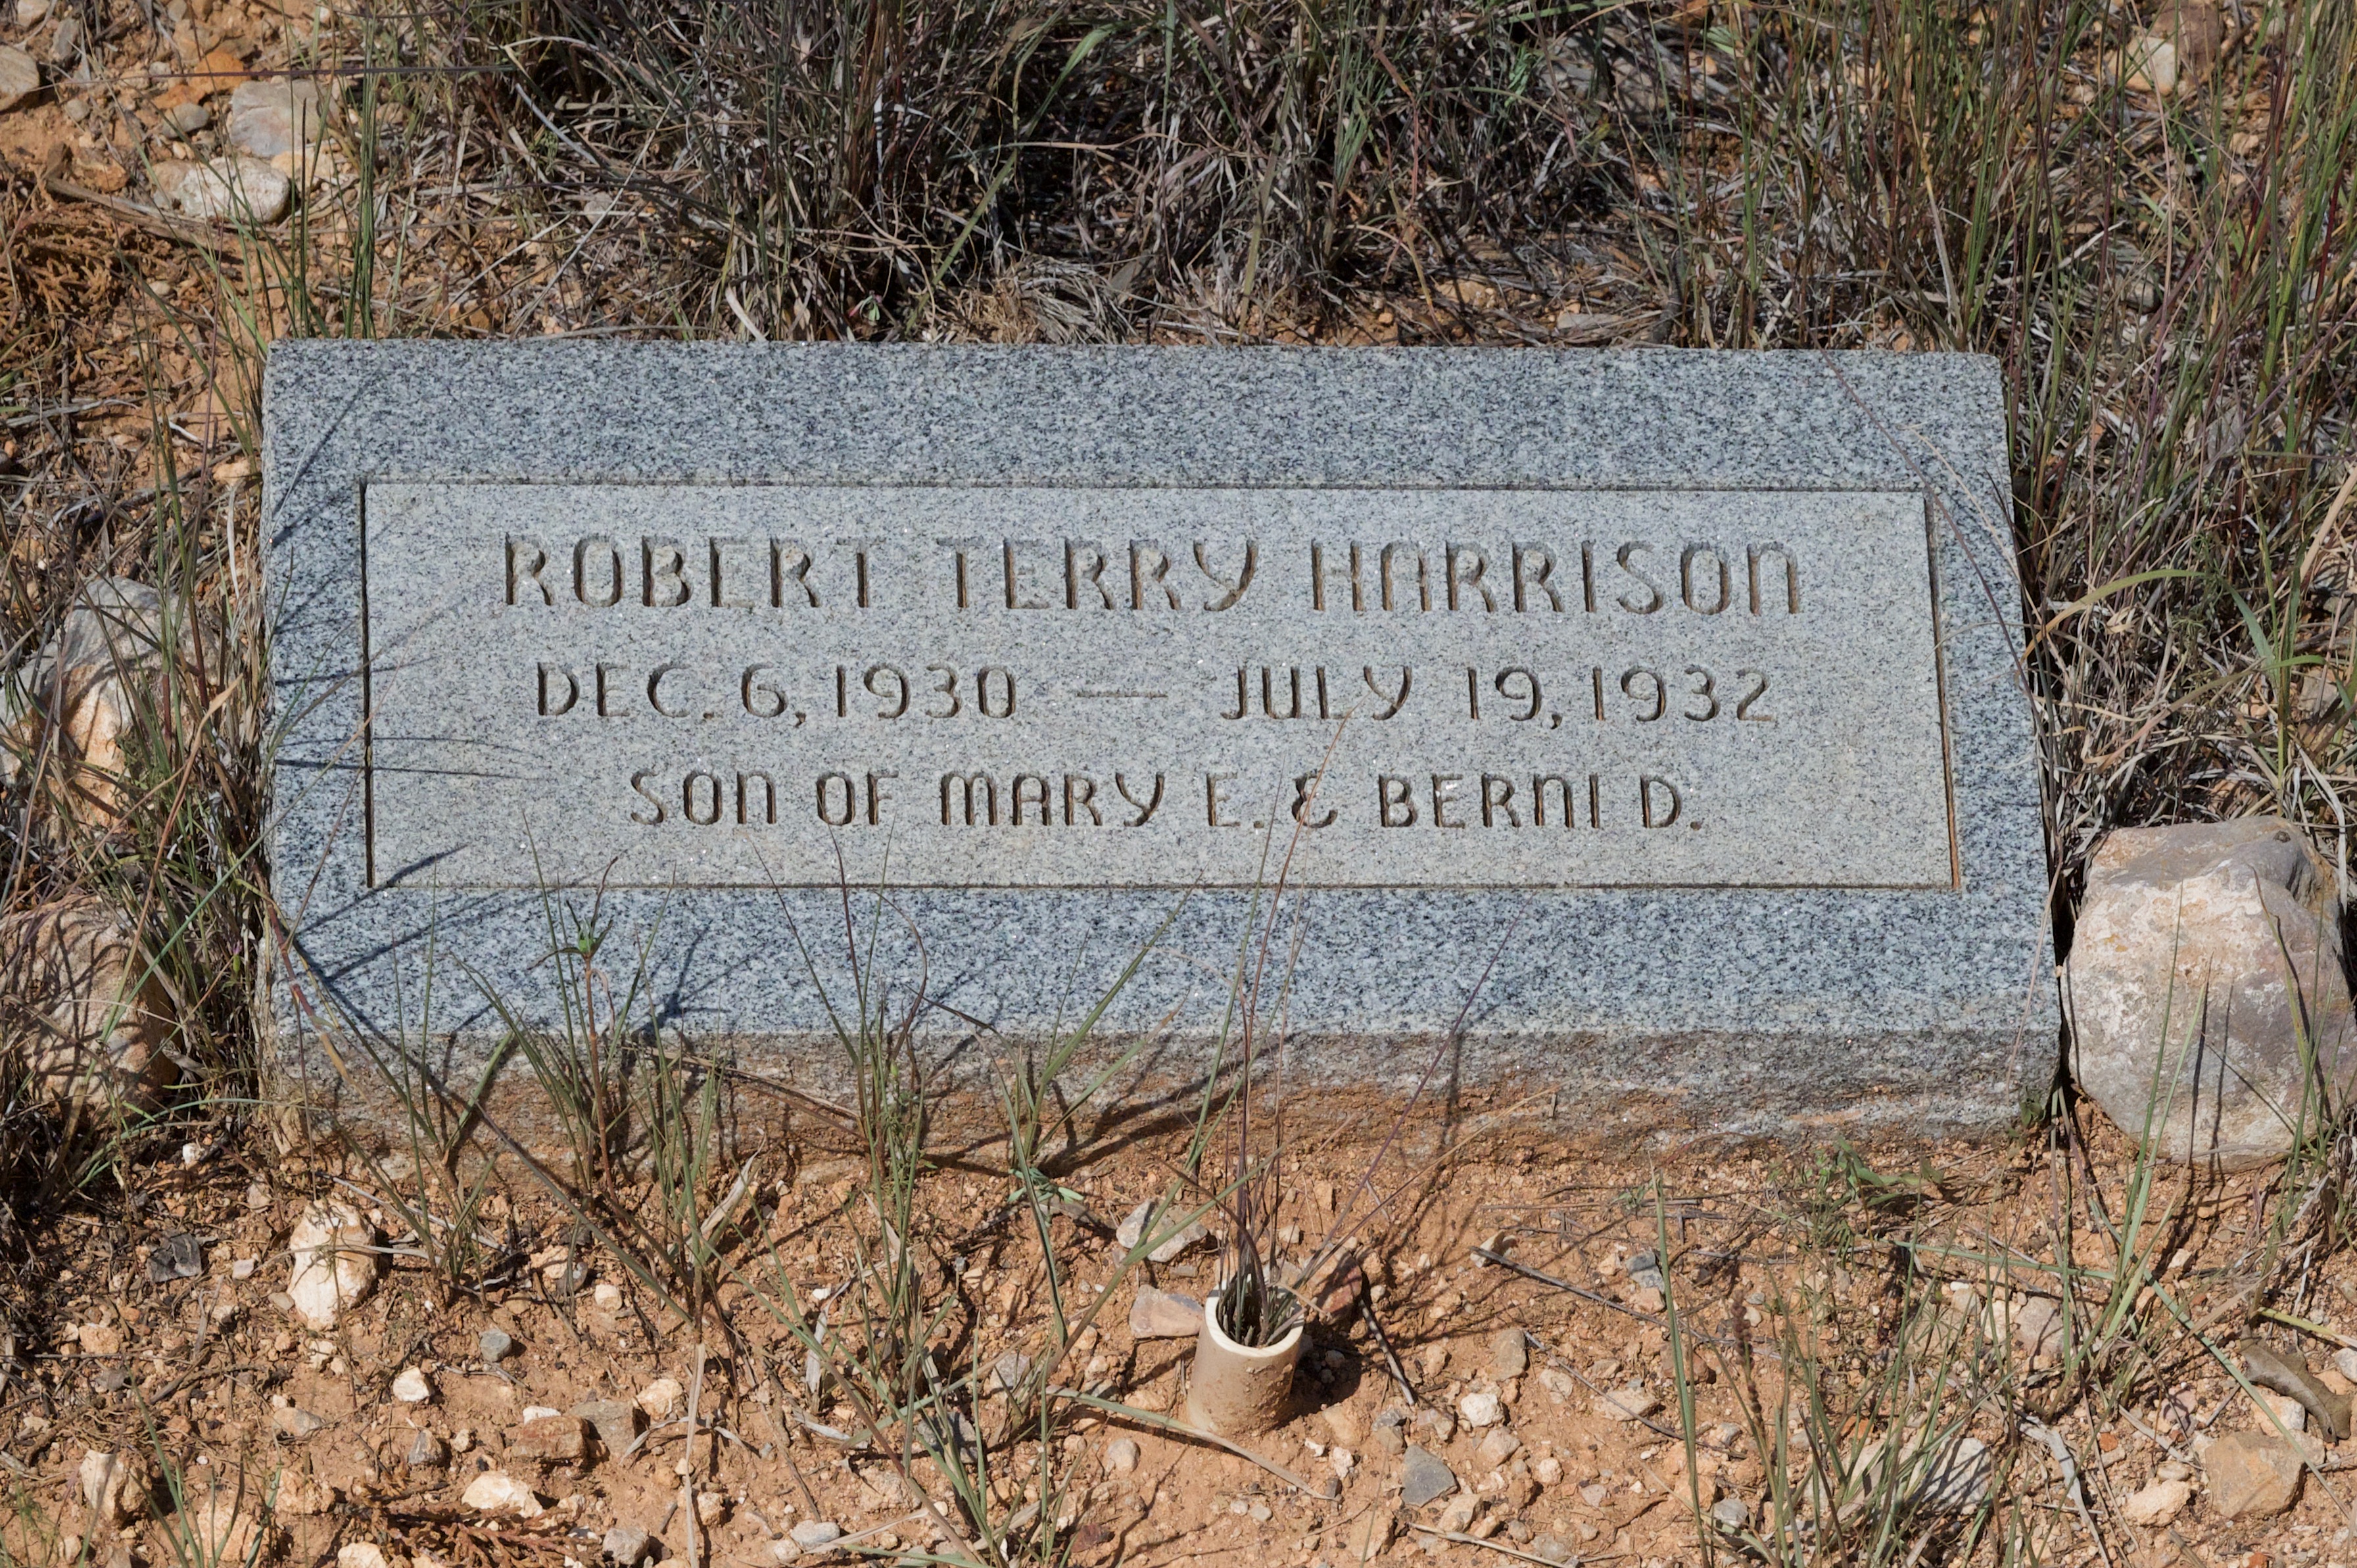 ROBERT TERRY HARRISON
DEC. 6, 1930 — JULY 19, 1932
SON OF MARY E. & BERNI D.